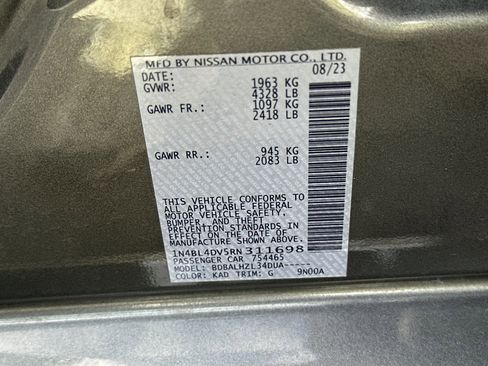 MFD BY NISSAN MOTOR CO., LTD.
DATE: 08/23
GVWR: 1963 KG
4328 LB
GAWR FR.: 1097 KG
2418 LB
GAWR RR.: 945 KG
2083 LB
THIS VEHICLE CONFORMS TO
ALL APPLICABLE FEDERAL
MOTOR VEHICLE SAFETY,
BUMPER, AND THEFT
PREVENTION STANDARDS IN
EFFECT ON THE DATE OF
MANUFACTURE SHOWN ABOVE.
1N4BL4DV5RN311698
PASSENGER CAR 754465
MODEL: BDBALHZL34DUA-----
COLOR: KAD TRIM: G 9N00A